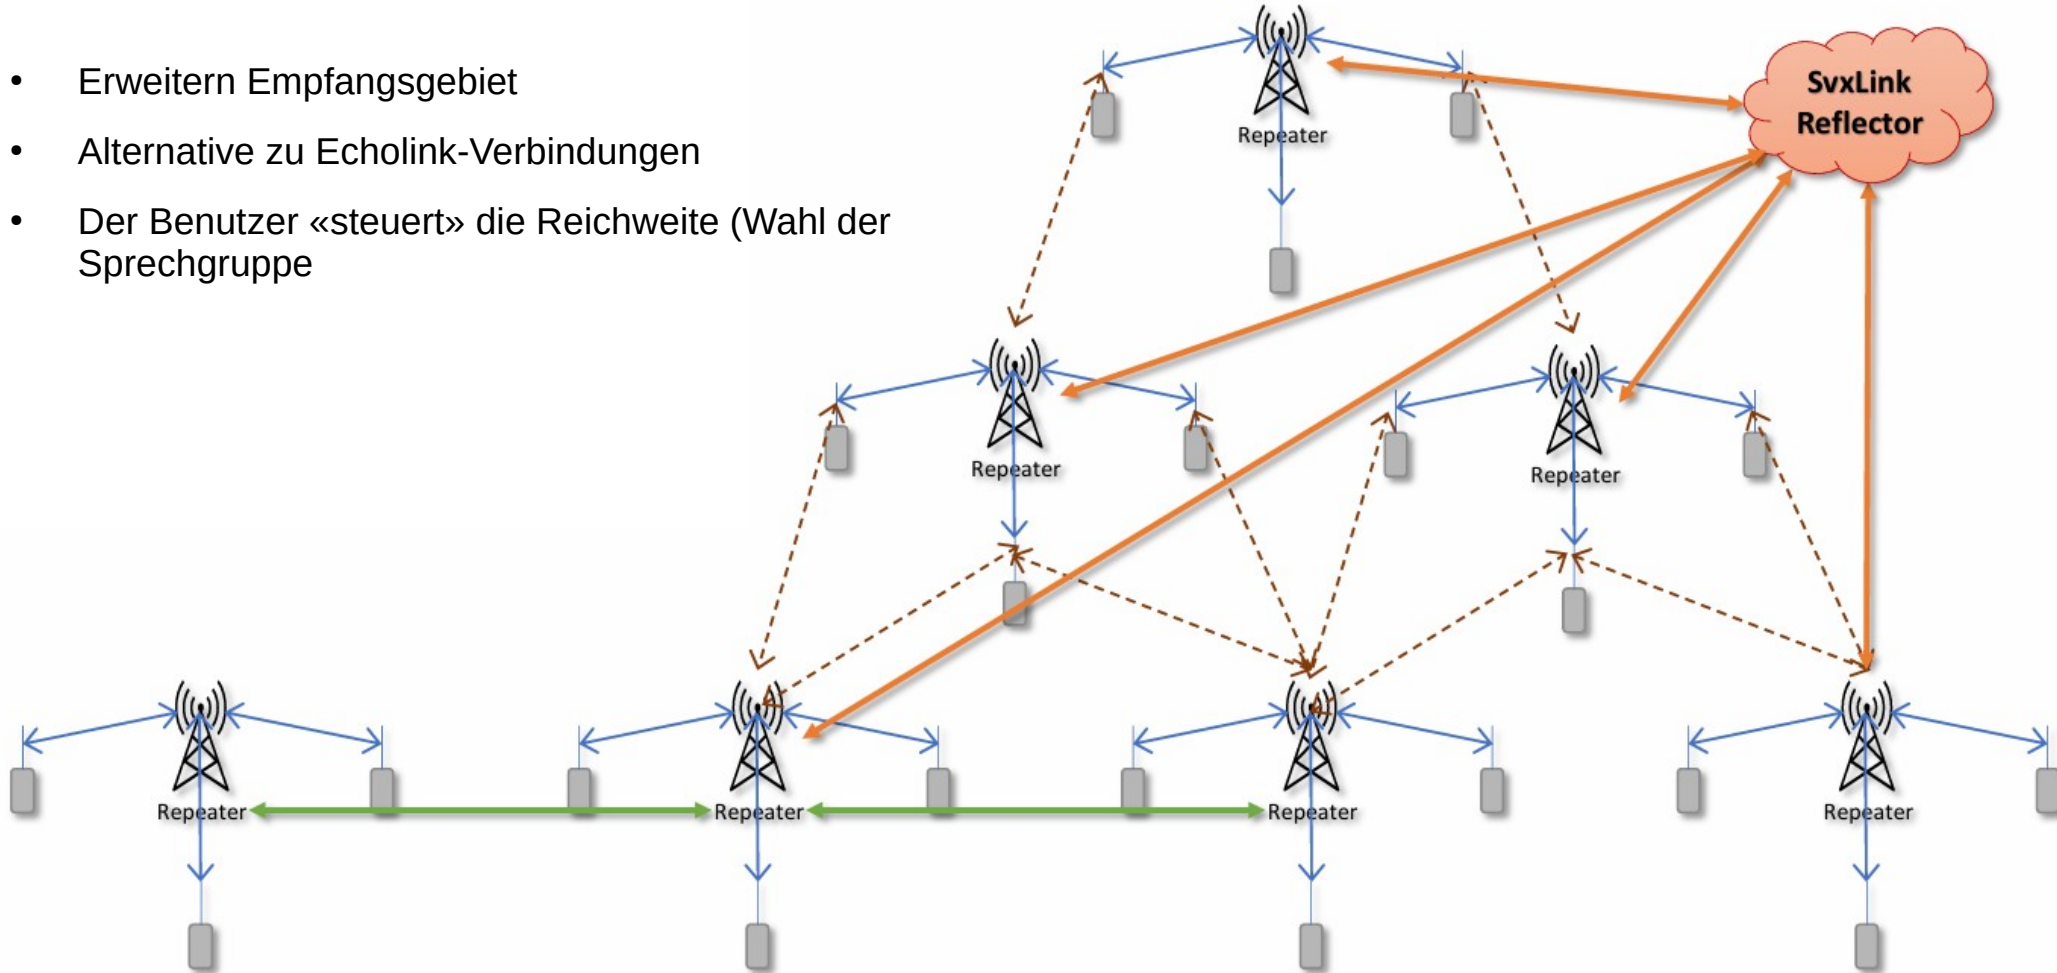 • Erweitern Empfangsgebiet
• Alternative zu Echolink-Verbindungen
• Der Benutzer «steuert» die Reichweite (Wahl der
Sprechgruppe
SvxLink
Reflector
Repeater
Repeater
Repeater
Repeater
Repeater
Repeater
Repeater